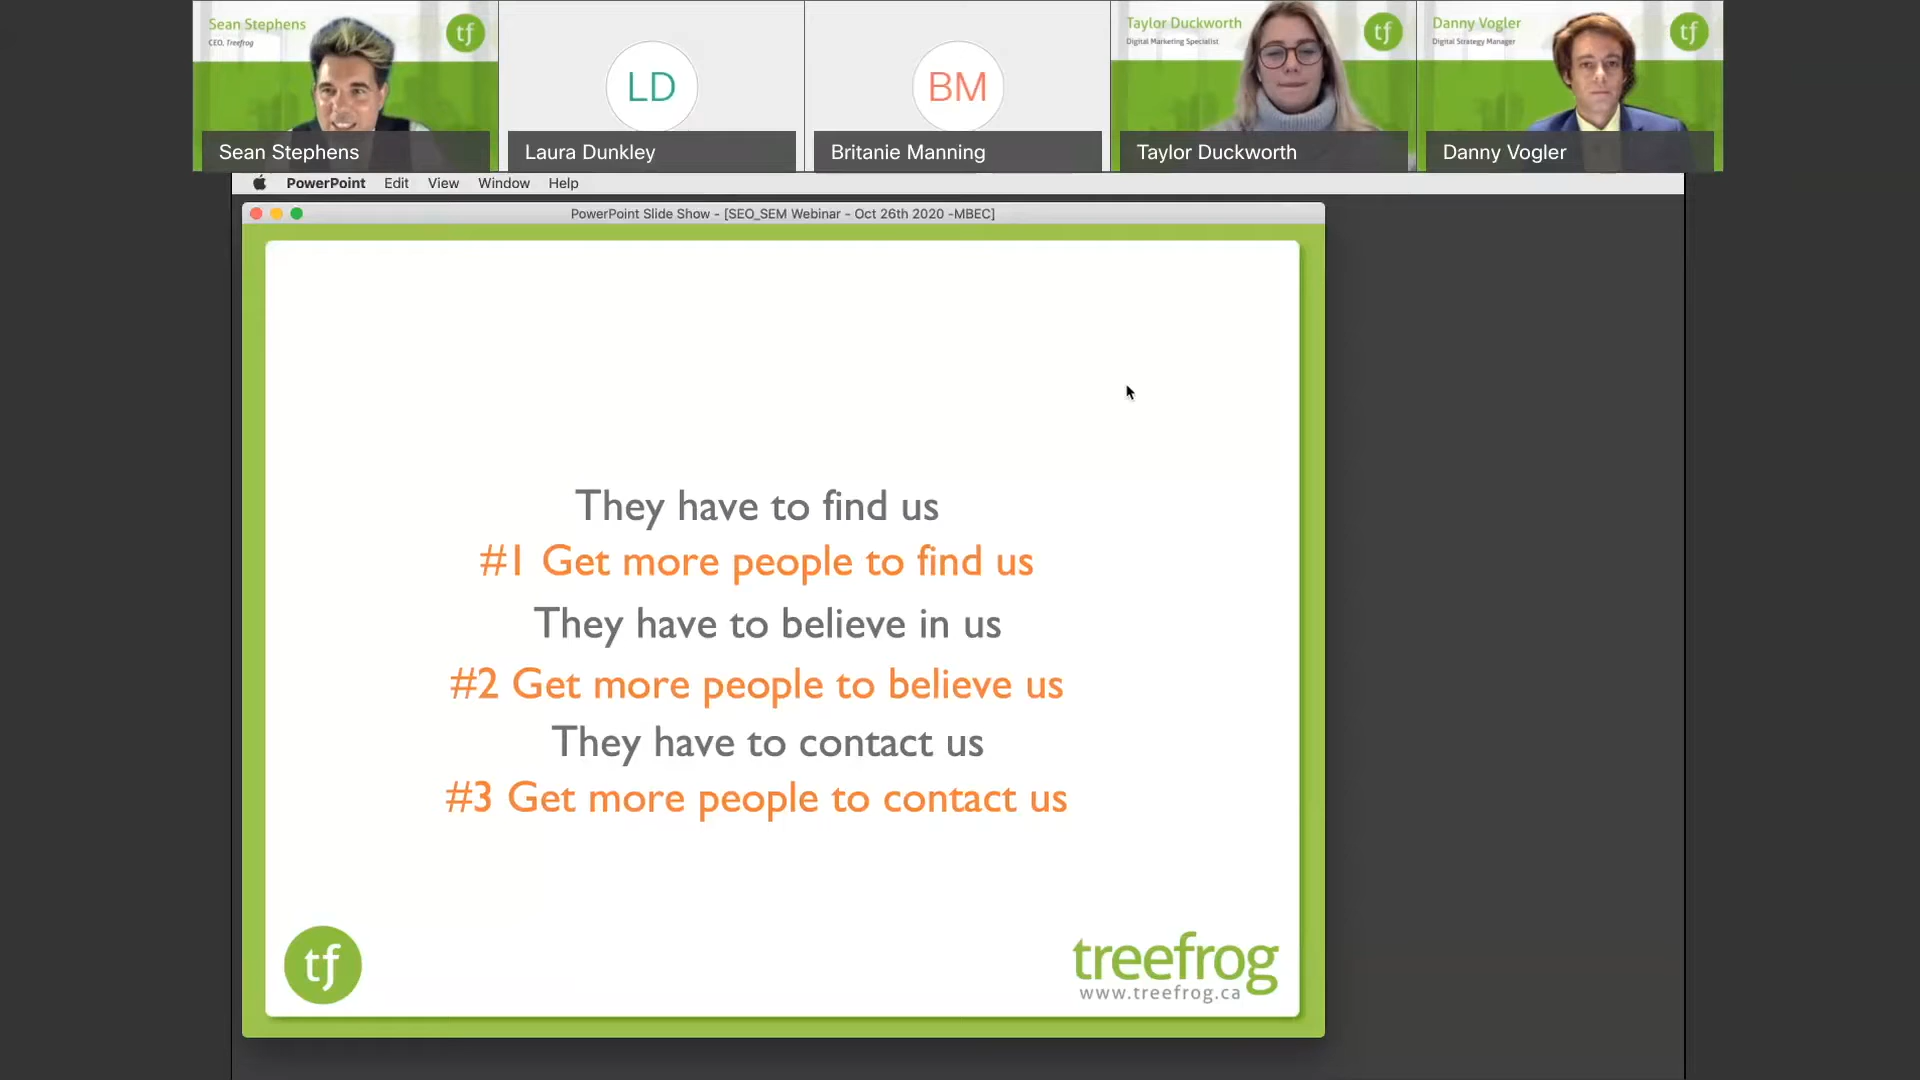 Sean Stephens
CEO, Treefrog
tf
Sean Stephens
LD
Laura Dunkley
BM
Britanie Manning
Taylor Duckworth
Digital Marketing Specialist
tf
Taylor Duckworth
Danny Vogler
Digital Strategy Manager
tf
Danny Vogler
PowerPoint Edit View Window Help
PowerPoint Slide Show - [SEO_SEM Webinar - Oct 26th 2020 -MBEC]
They have to find us
#1 Get more people to find us
They have to believe in us
#2 Get more people to believe us
They have to contact us
#3 Get more people to contact us
tf
treefrog
www.treefrog.ca